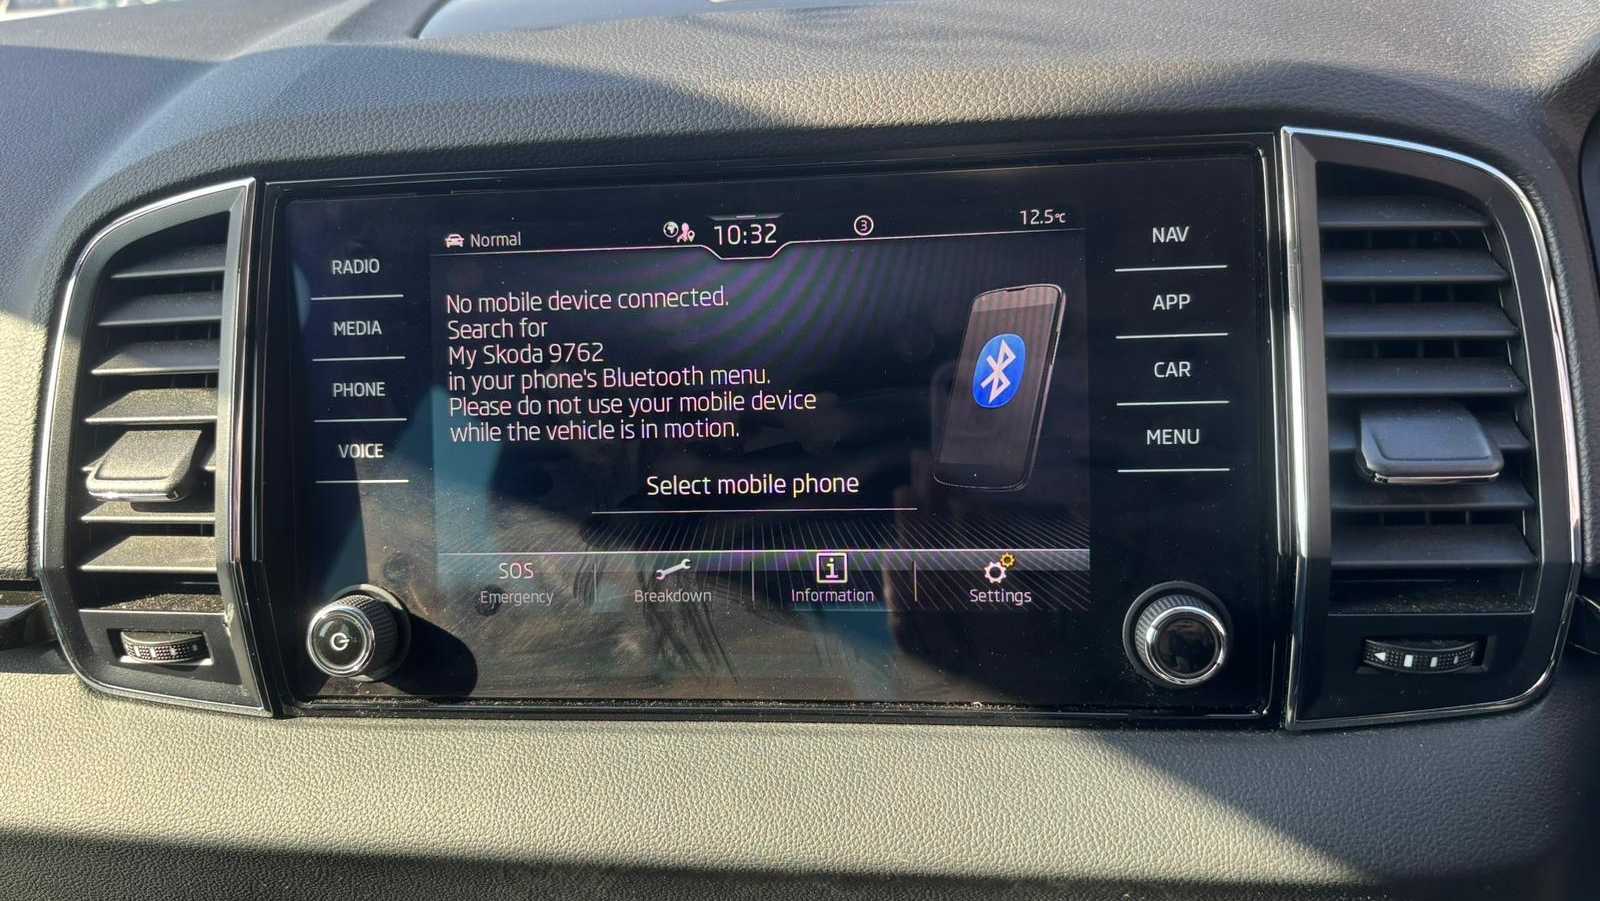 Normal
10:32
3
12.5°C
RADIO
MEDIA
PHONE
VOICE
No mobile device connected.
Search for
My Skoda 9762
in your phone's Bluetooth menu.
Please do not use your mobile device
while the vehicle is in motion.
Select mobile phone
SOS
Emergency
Breakdown
i
Information
Settings
NAV
APP
CAR
MENU